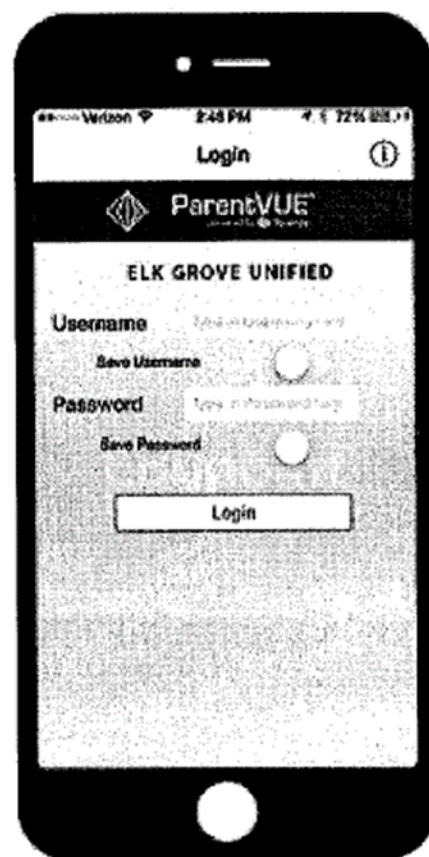 Verizon 2:48 PM 72%
Login
ParentVUE
ELK GROVE UNIFIED
Username
Save Username
Password
Save Password
Login